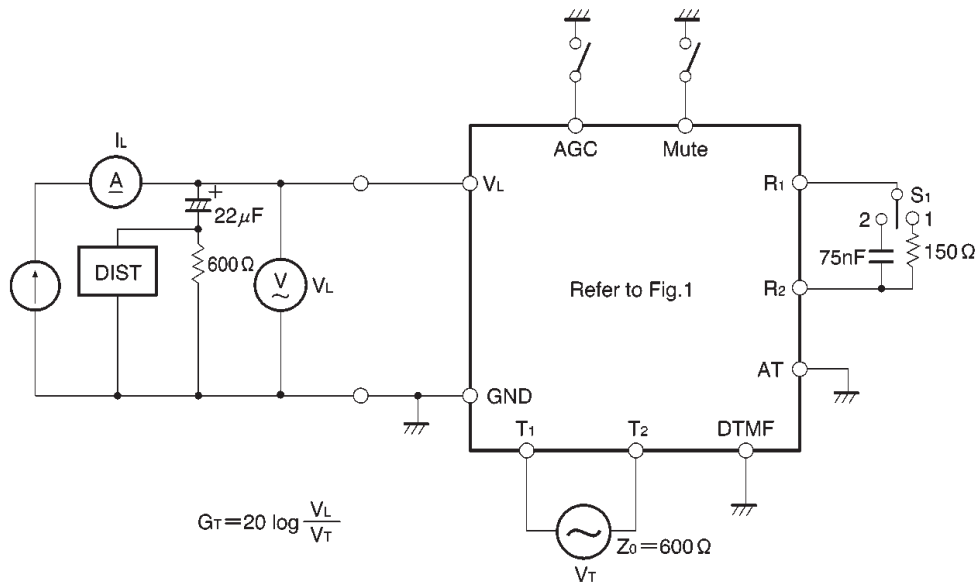 AGC
Mute
IL
A
VL
R1
S1
2
1
22μF
75nF
150Ω
DIST
600Ω
V
VL
Refer to Fig.1
R2
AT
GND
T1
T2
DTMF
GT=20 log VL/VT
Z0=600Ω
VT